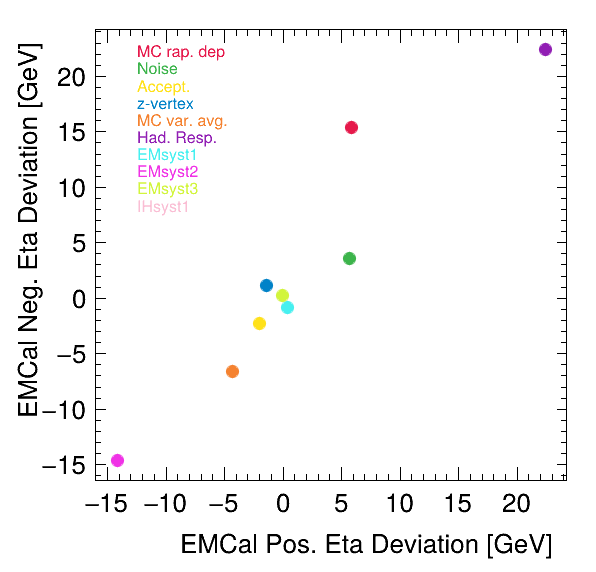 MC rap. dep
Noise
Accept.
z-vertex
MC var. avg.
Had. Resp.
EMsyst1
EMsyst2
EMsyst3
IHsyst1
EMCal Neg. Eta Deviation [GeV]
20
15
10
5
0
−5
−10
−15
−15 −10 −5 0 5 10 15 20
EMCal Pos. Eta Deviation [GeV]